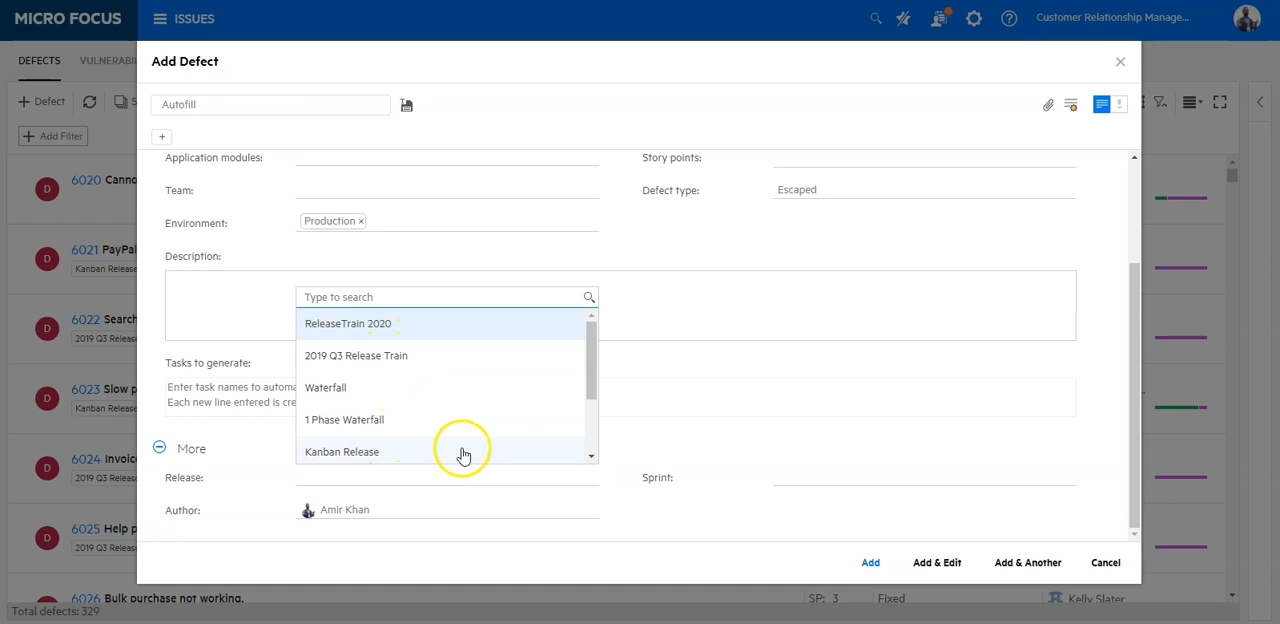 MICRO FOCUS
ISSUES
Customer Relationship Manage...
DEFECTS
VULNERABI
Add Defect
Defect
S
Autofill
Add Filter
Application modules:
Story points:
Team:
Defect type:
Escaped
Environment:
Production ×
Description:
Type to search
ReleaseTrain 2020
2019 Q3 Release Train
Waterfall
1 Phase Waterfall
Kanban Release
Tasks to generate:
Enter task names to automa
Each new line entered is cre
More
Release:
Sprint:
Author:
Amir Khan
Add
Add & Edit
Add & Another
Cancel
D
6020 Canno
D
6021 PayPal
Kanban Release
D
6022 Search
2019 Q3 Release
D
6023 Slow p
Kanban Release
D
6024 Invoic
2019 Q3 Release
D
6025 Help p
2019 Q3 Release
6026 Bulk purchase not working.
SP: 3
Fixed
Kelly Slater
Total defects: 329